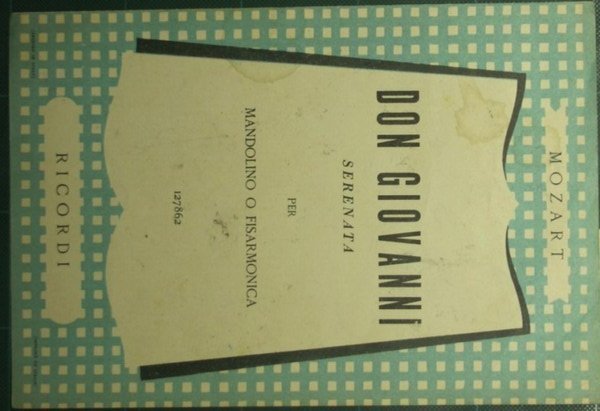 MOZART
DON GIOVANNI
SERENATA
PER
MANDOLINO O FISARMONICA
127862
RICORDI